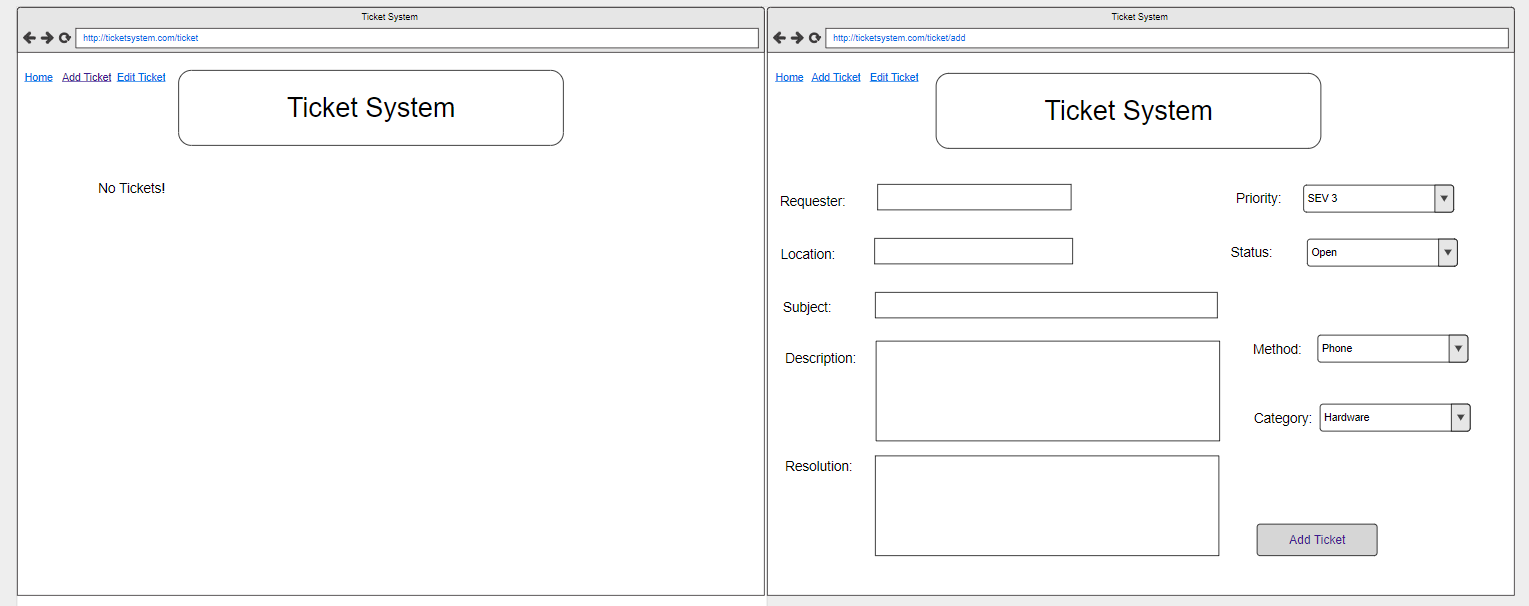 Ticket System
http://ticketsystem.com/ticket
Home Add Ticket Edit Ticket
Ticket System
No Tickets!
Ticket System
http://ticketsystem.com/ticket/add
Home Add Ticket Edit Ticket
Ticket System
Requester:
Priority: SEV 3
Location:
Status: Open
Subject:
Description:
Method: Phone
Category: Hardware
Resolution:
Add Ticket